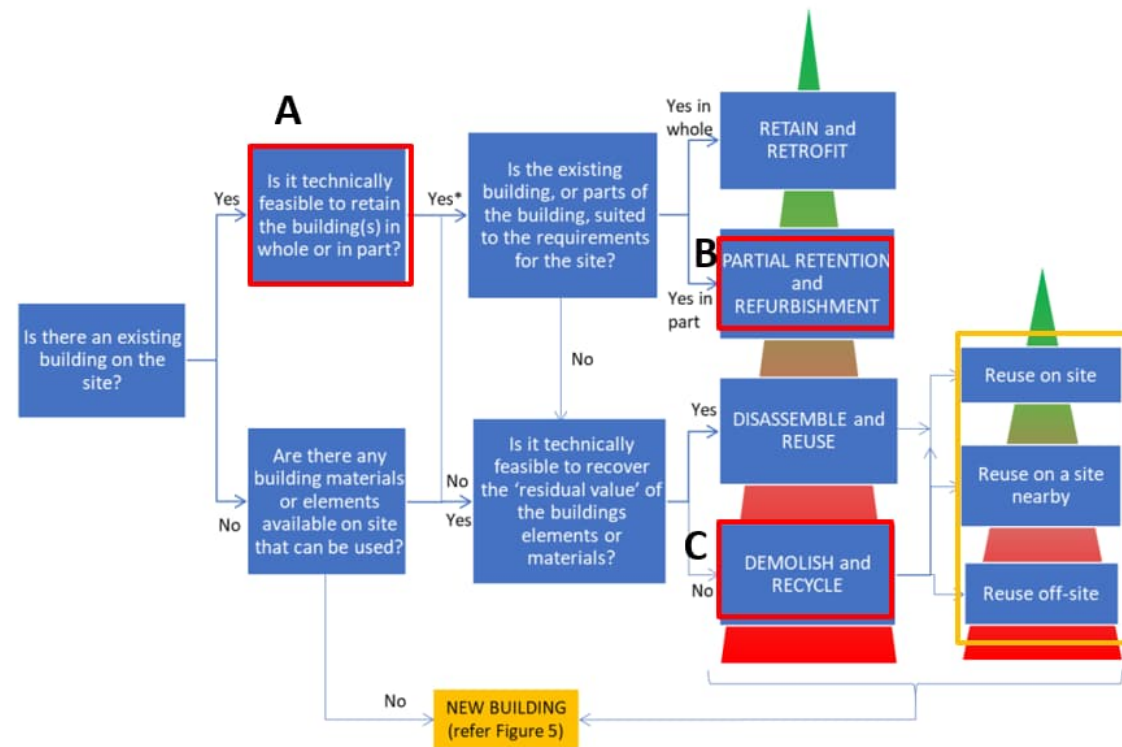 A
Is it technically
feasible to retain
the building(s) in
whole or in part?
Yes
Yes*
Is the existing
building, or parts
of the building, suited
to the requirements
for the site?
Yes in
whole
RETAIN and
RETROFIT
B
PARTIAL RETENTION
and
REFURBISHMENT
Yes in
part
Is there an existing
building on the
site?
No
Reuse on site
Are there any
building materials
or elements
available on site
that can be used?
No
No
Yes
Is it technically
feasible to recover
the ‘residual value’ of
the buildings
elements or
materials?
Yes
DISASSEMBLE and
REUSE
Reuse on a site
nearby
C
No
DEMOLISH and
RECYCLE
Reuse off-site
No
NEW BUILDING
(refer Figure 5)